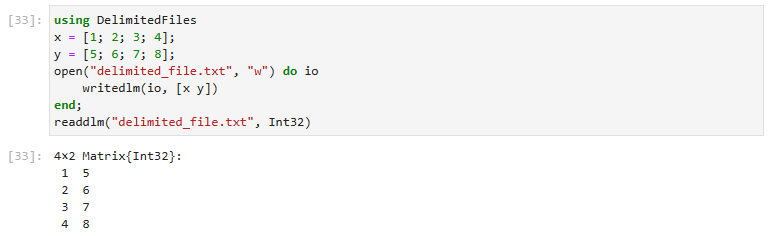 [33]: using DelimitedFiles
x = [1; 2; 3; 4];
y = [5; 6; 7; 8];
open("delimited_file.txt", "w") do io
    writedlm(io, [x y])
end;
readdlm("delimited_file.txt", Int32)
[33]: 4×2 Matrix{Int32}:
 1  5
 2  6
 3  7
 4  8